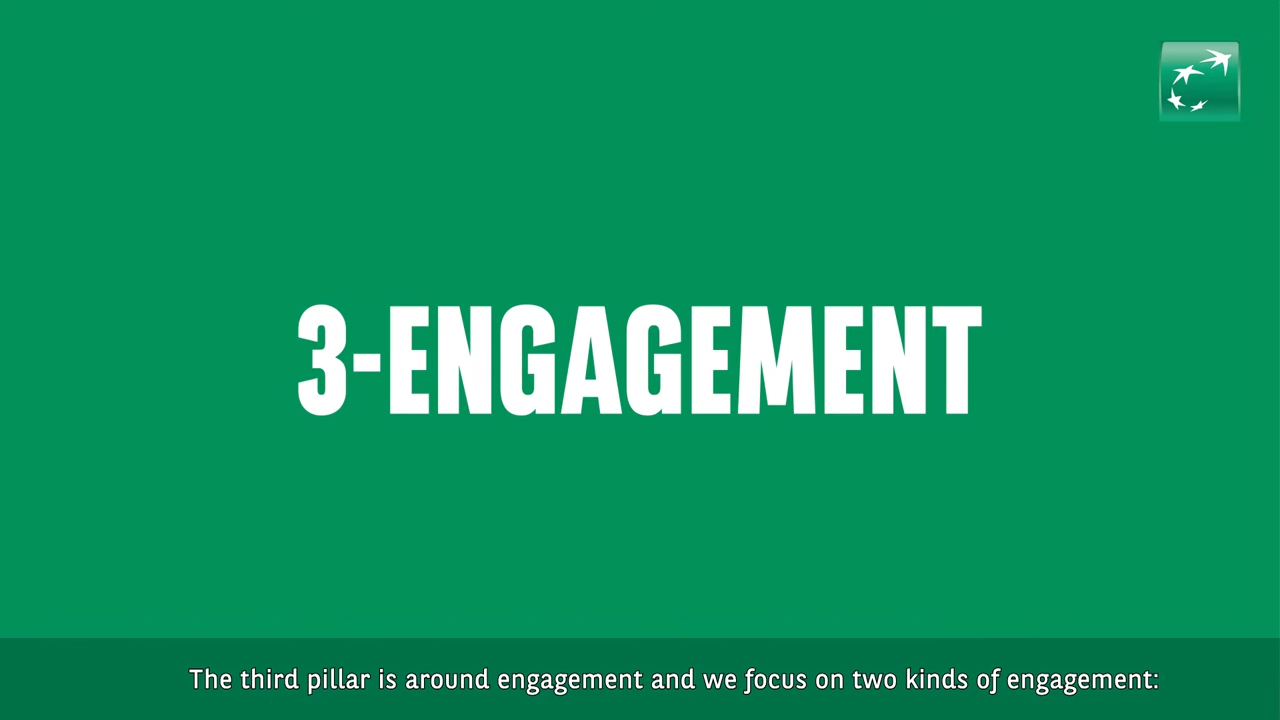 3-ENGAGEMENT
The third pillar is around engagement and we focus on two kinds of engagement: